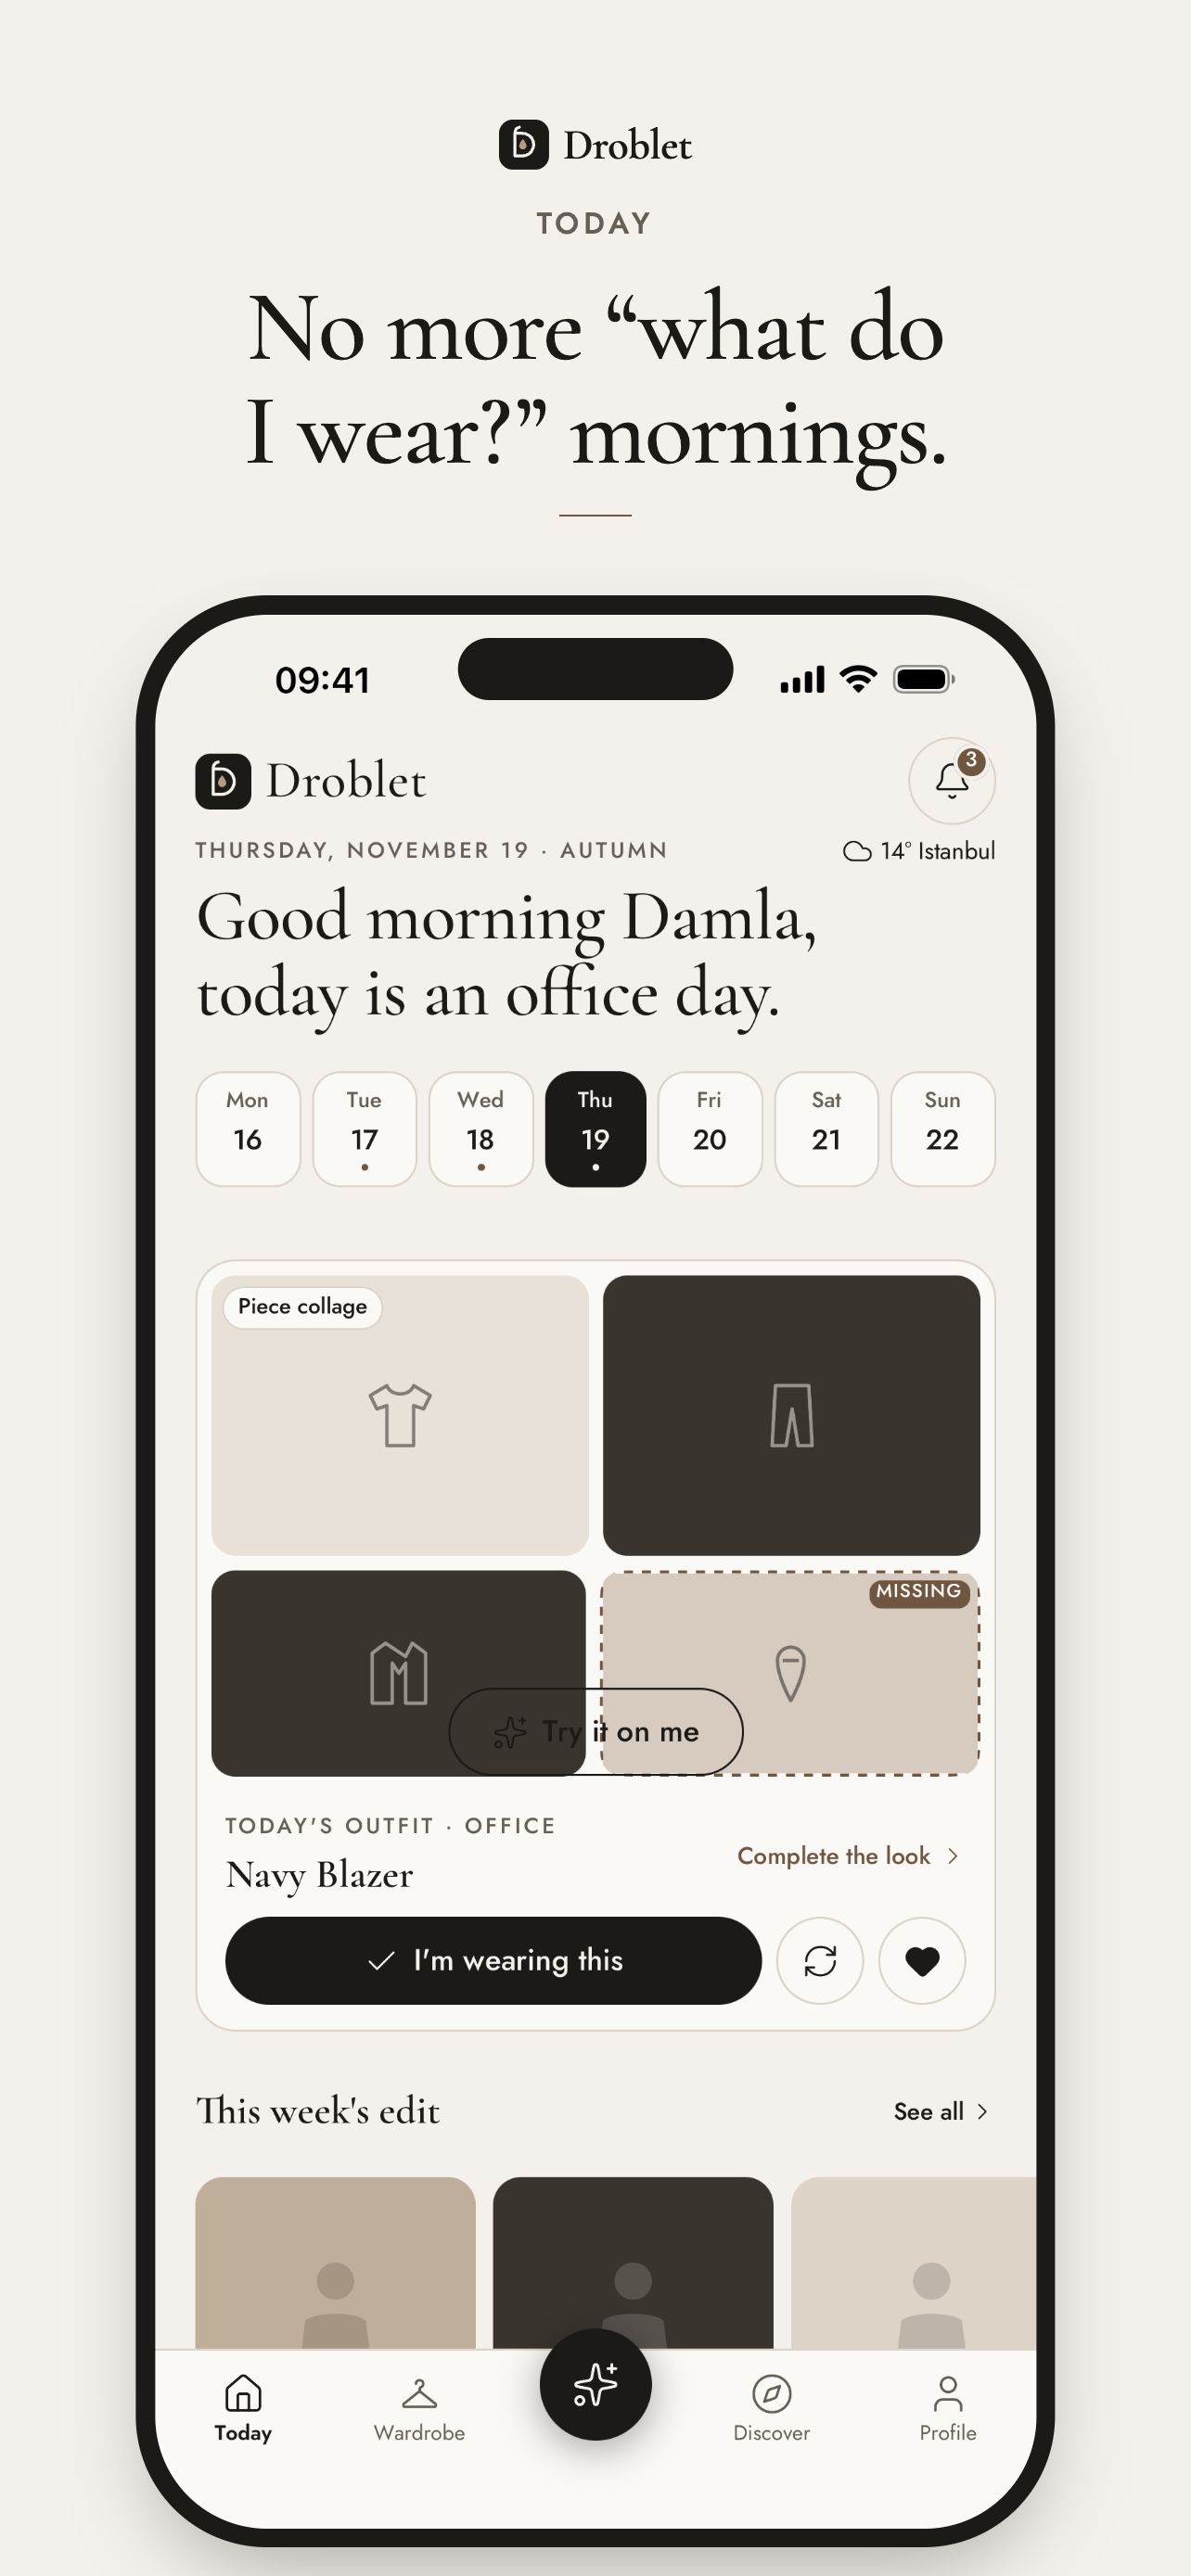 Droblet
TODAY
No more “what do
I wear?” mornings.
09:41
Droblet
3
THURSDAY, NOVEMBER 19 · AUTUMN
14° Istanbul
Good morning Damla,
today is an office day.
Mon Tue Wed Thu Fri Sat Sun
16 17 18 19 20 21 22
Piece collage
MISSING
Try it on me
TODAY'S OUTFIT · OFFICE
Complete the look
Navy Blazer
I'm wearing this
This week's edit
See all
Today Wardrobe Discover Profile